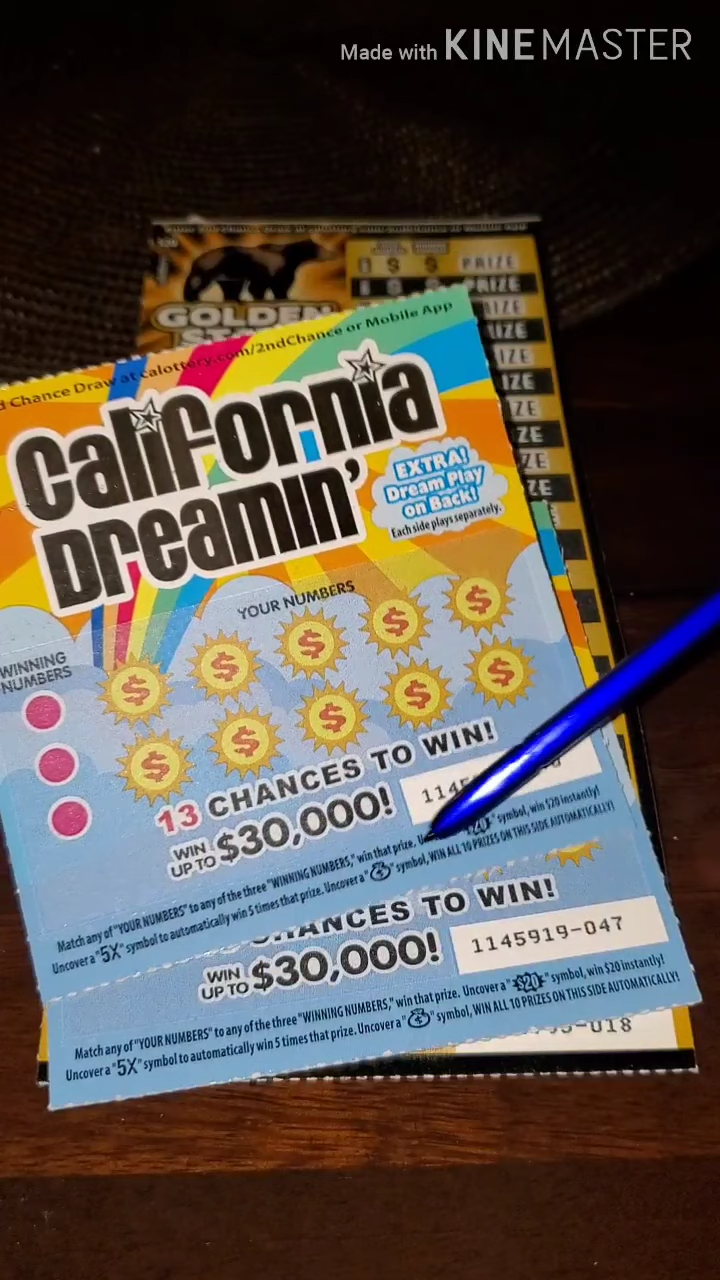 Made with KINEMASTER
PRIZE
PRIZE
GOLDEN
d Chance Draw at calottery.com/2ndChance or Mobile App
California
Dreamin'
EXTRA!
Dream Play
on Back!
Each side plays separately.
YOUR NUMBERS
WINNING
NUMBERS
13 CHANCES TO WIN!
WIN
UP TO $30,000!
symbol, win $20 instantly!
Match any of "YOUR NUMBERS" to any of the three "WINNING NUMBERS," win that prize.
Uncover a "5X" symbol to automatically win 5 times that prize. Uncover a " " symbol, WIN ALL 10 PRIZES ON THIS SIDE AUTOMATICALLY!
CHANCES TO WIN!
WIN
UP TO $30,000!
1145919-047
Match any of "YOUR NUMBERS" to any of the three "WINNING NUMBERS," win that prize. Uncover a "$20" symbol, win $20 instantly!
Uncover a "5X" symbol to automatically win 5 times that prize. Uncover a " " symbol, WIN ALL 10 PRIZES ON THIS SIDE AUTOMATICALLY!
-018